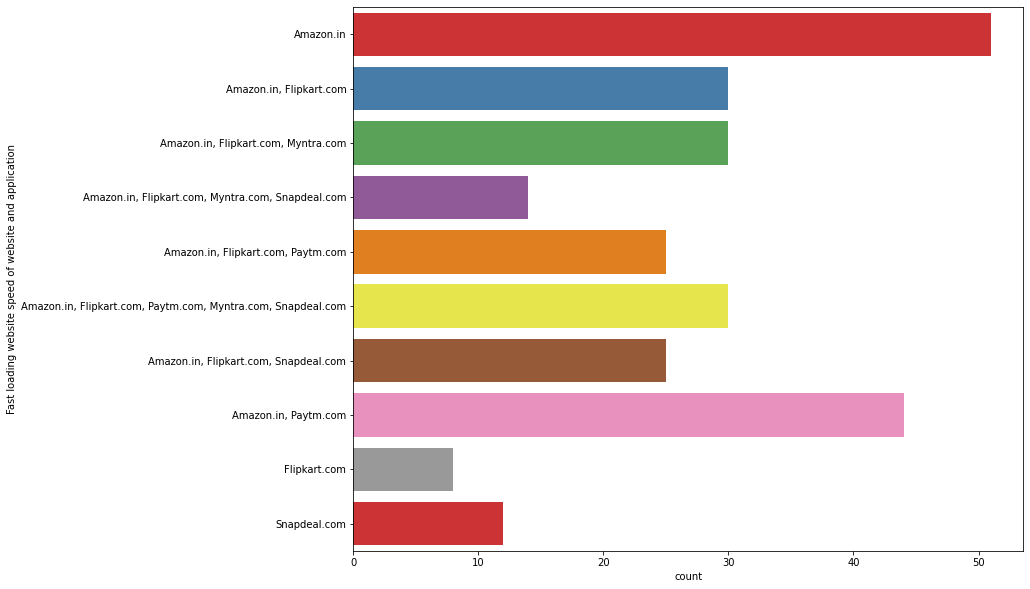 Fast loading website speed of website and application
Amazon.in
Amazon.in, Flipkart.com
Amazon.in, Flipkart.com, Myntra.com
Amazon.in, Flipkart.com, Myntra.com, Snapdeal.com
Amazon.in, Flipkart.com, Paytm.com
Amazon.in, Flipkart.com, Paytm.com, Myntra.com, Snapdeal.com
Amazon.in, Flipkart.com, Snapdeal.com
Amazon.in, Paytm.com
Flipkart.com
Snapdeal.com
0 10 20 30 40 50
count